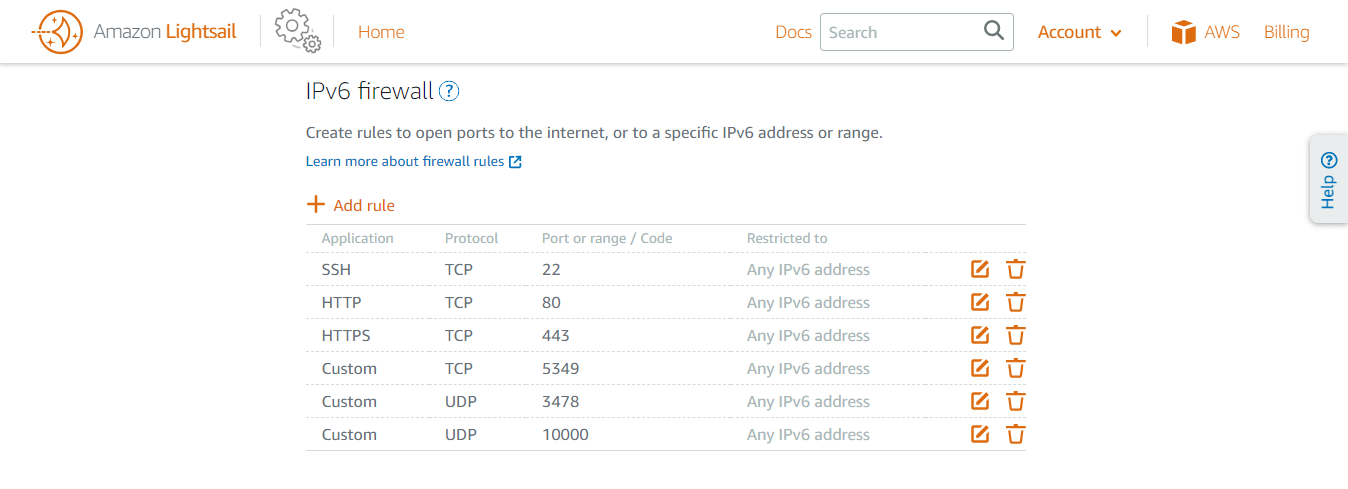 Amazon Lightsail Home Docs Search Account AWS Billing
IPv6 firewall ?
Create rules to open ports to the internet, or to a specific IPv6 address or range.
Learn more about firewall rules
+ Add rule
Application Protocol Port or range / Code Restricted to
SSH TCP 22 Any IPv6 address
HTTP TCP 80 Any IPv6 address
HTTPS TCP 443 Any IPv6 address
Custom TCP 5349 Any IPv6 address
Custom UDP 3478 Any IPv6 address
Custom UDP 10000 Any IPv6 address
Help ?